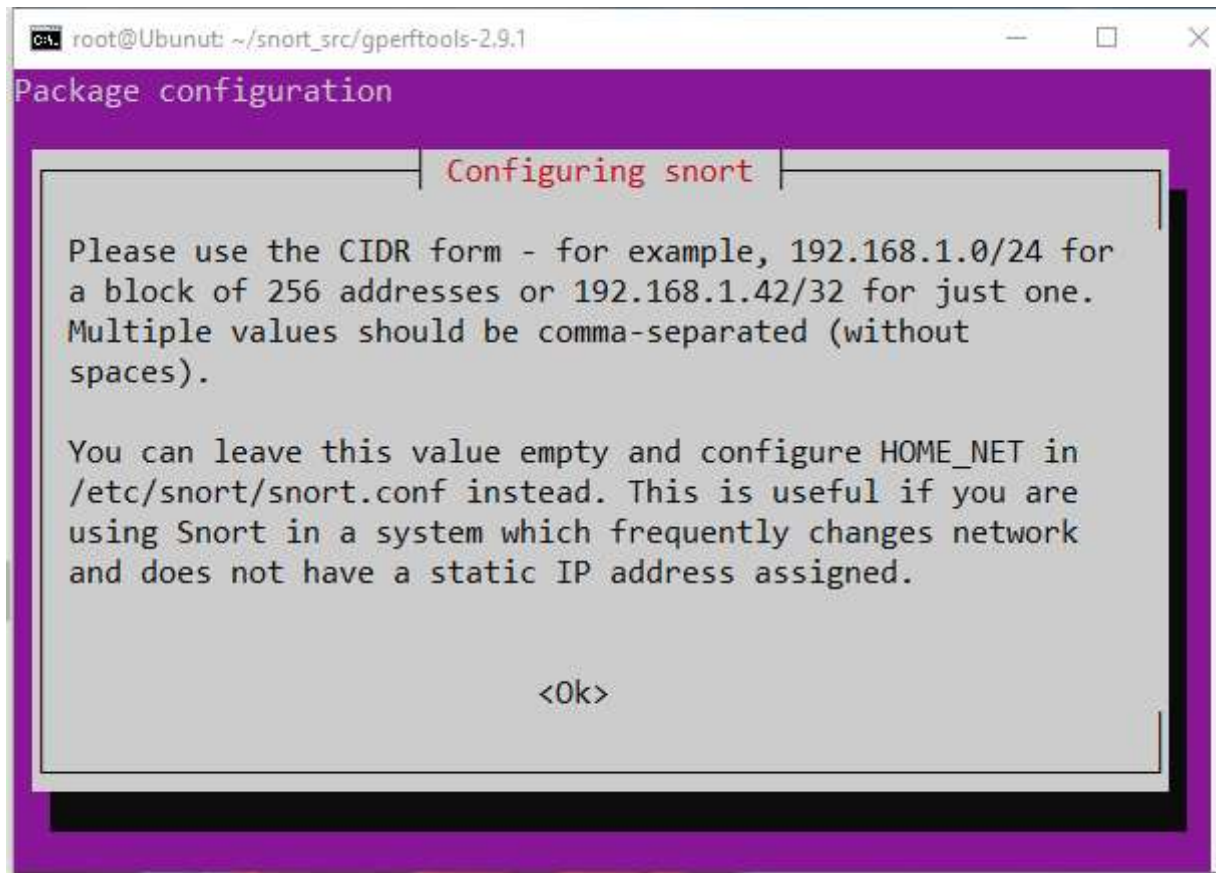 root@Ubunut: ~/snort_src/gperftools-2.9.1
Package configuration
Configuring snort
Please use the CIDR form - for example, 192.168.1.0/24 for
a block of 256 addresses or 192.168.1.42/32 for just one.
Multiple values should be comma-separated (without
spaces).
You can leave this value empty and configure HOME_NET in
/etc/snort/snort.conf instead. This is useful if you are
using Snort in a system which frequently changes network
and does not have a static IP address assigned.
<Ok>